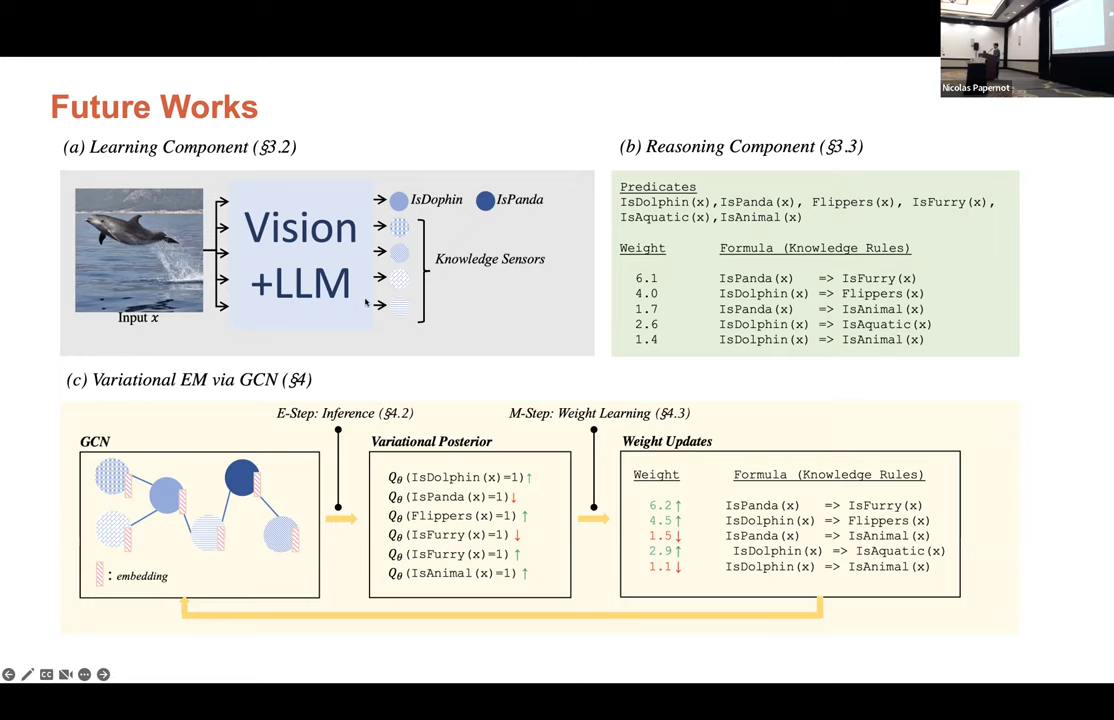 Nicolas Papernot
Future Works
(a) Learning Component (§3.2)
Vision
+LLM
Input x
IsDophin
IsPanda
Knowledge Sensors
(b) Reasoning Component (§3.3)
Predicates
IsDolphin(x),IsPanda(x), Flippers(x), IsFurry(x),
IsAquatic(x),IsAnimal(x)
Weight Formula (Knowledge Rules)
6.1 IsPanda(x) => IsFurry(x)
4.0 IsDolphin(x) => Flippers(x)
1.7 IsPanda(x) => IsAnimal(x)
2.6 IsDolphin(x) => IsAquatic(x)
1.4 IsDolphin(x) => IsAnimal(x)
(c) Variational EM via GCN (§4)
E-Step: Inference (§4.2)
M-Step: Weight Learning (§4.3)
GCN
: embedding
Variational Posterior
Qθ(IsDolphin(x)=1)↑
Qθ(IsPanda(x)=1)↓
Qθ(Flippers(x)=1)↑
Qθ(IsFurry(x)=1)↓
Qθ(IsFurry(x)=1)↑
Qθ(IsAnimal(x)=1)↑
Weight Updates
Weight Formula (Knowledge Rules)
6.2↑ IsPanda(x) => IsFurry(x)
4.5↑ IsDolphin(x) => Flippers(x)
1.5↓ IsPanda(x) => IsAnimal(x)
2.9↑ IsDolphin(x) => IsAquatic(x)
1.1↓ IsDolphin(x) => IsAnimal(x)
CC